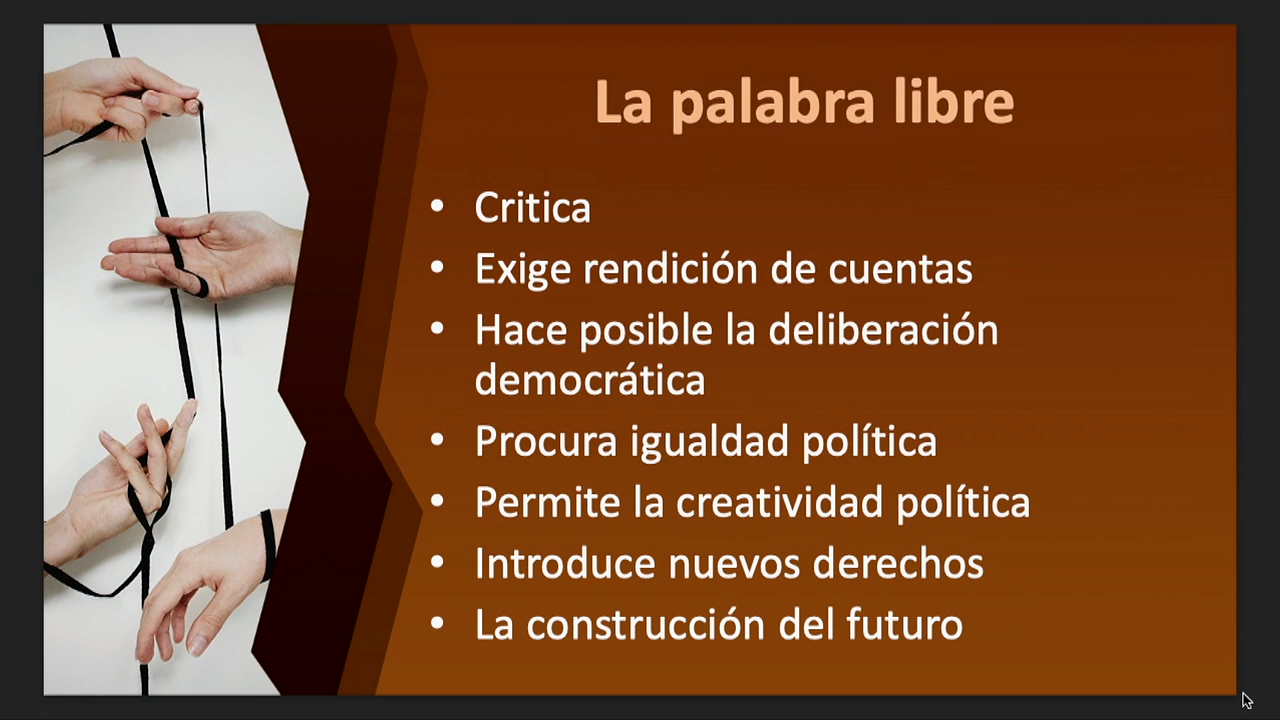 La palabra libre
• Critica
• Exige rendición de cuentas
• Hace posible la deliberación
democrática
• Procura igualdad política
• Permite la creatividad política
• Introduce nuevos derechos
• La construcción del futuro